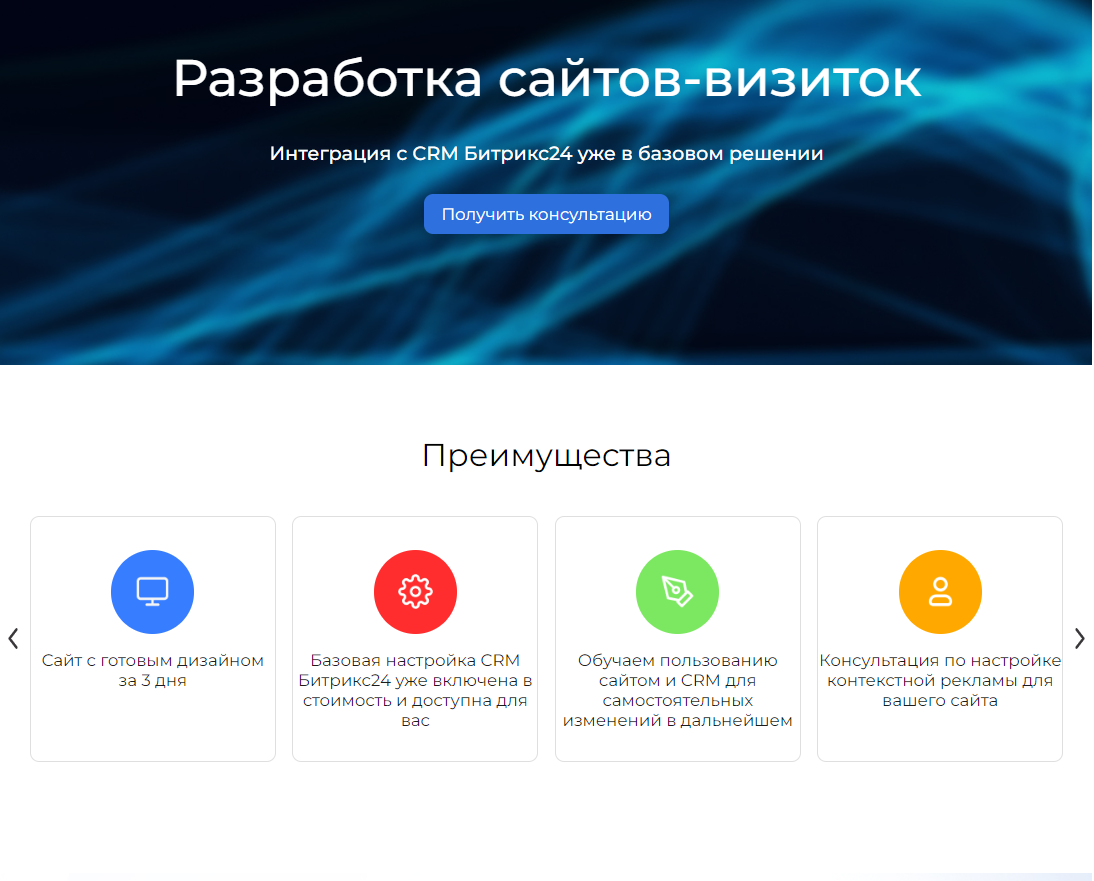 Разработка сайтов-визиток
Интеграция с CRM Битрикс24 уже в базовом решении
Получить консультацию
Преимущества
Сайт с готовым дизайном
за 3 дня
Базовая настройка CRM
Битрикс24 уже включена в
стоимость и доступна для
вас
Обучаем пользованию
сайтом и CRM для
самостоятельных
изменений в дальнейшем
Консультация по настройке
контекстной рекламы для
вашего сайта